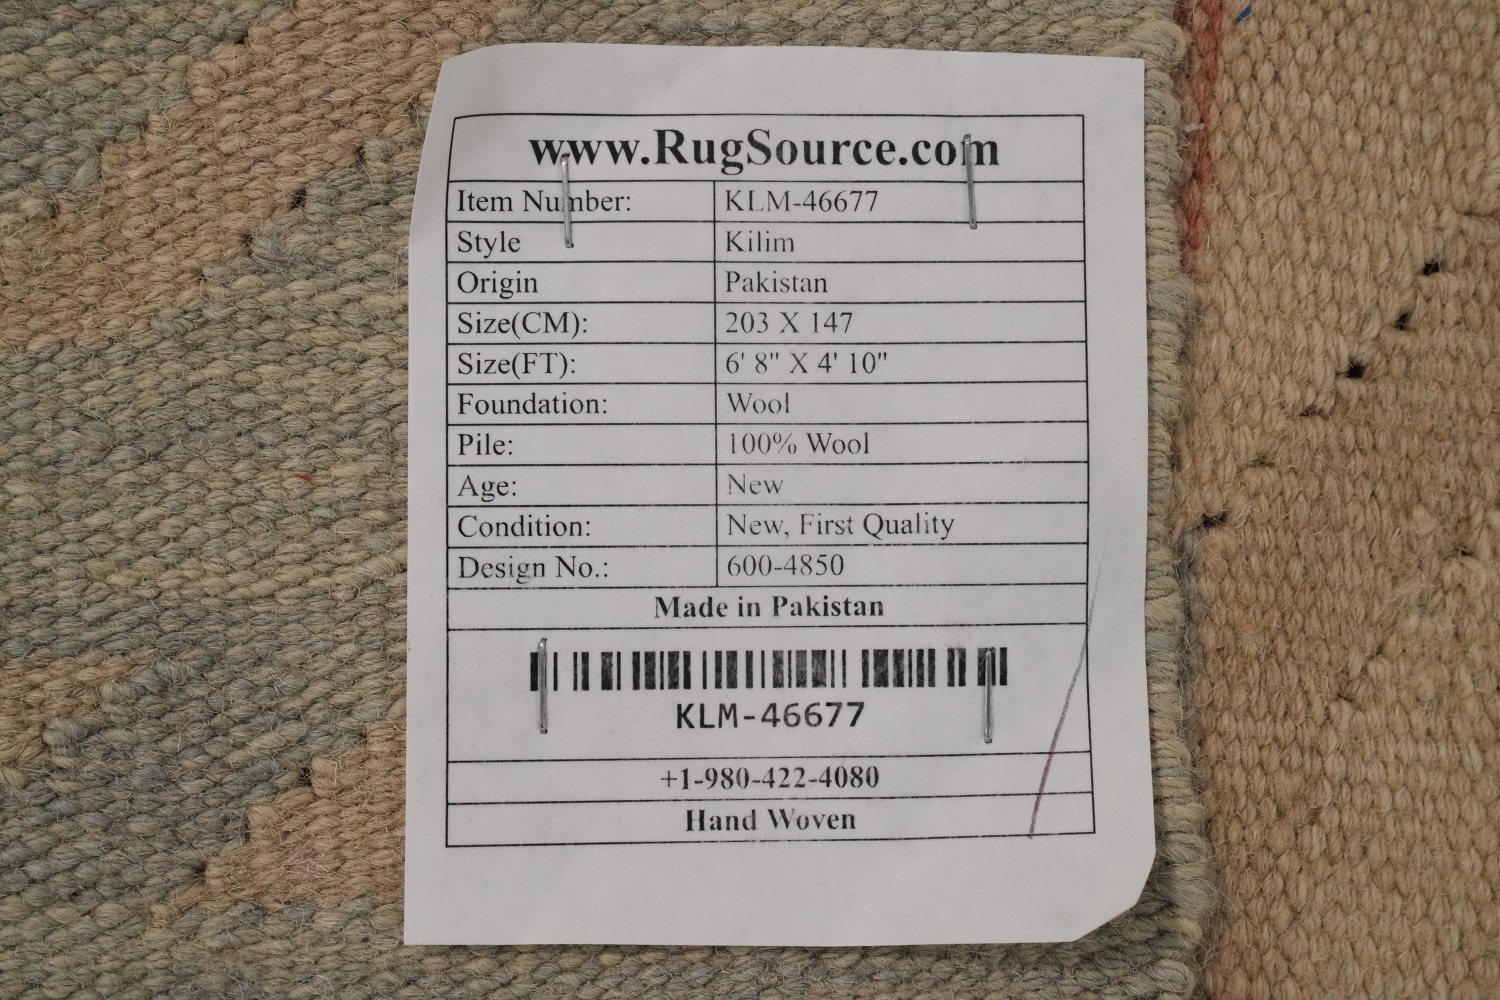 www.RugSource.com
Item Number: KLM-46677
Style Kilim
Origin Pakistan
Size(CM): 203 X 147
Size(FT): 6' 8" X 4' 10"
Foundation: Wool
Pile: 100% Wool
Age: New
Condition: New, First Quality
Design No.: 600-4850
Made in Pakistan
KLM-46677
+1-980-422-4080
Hand Woven